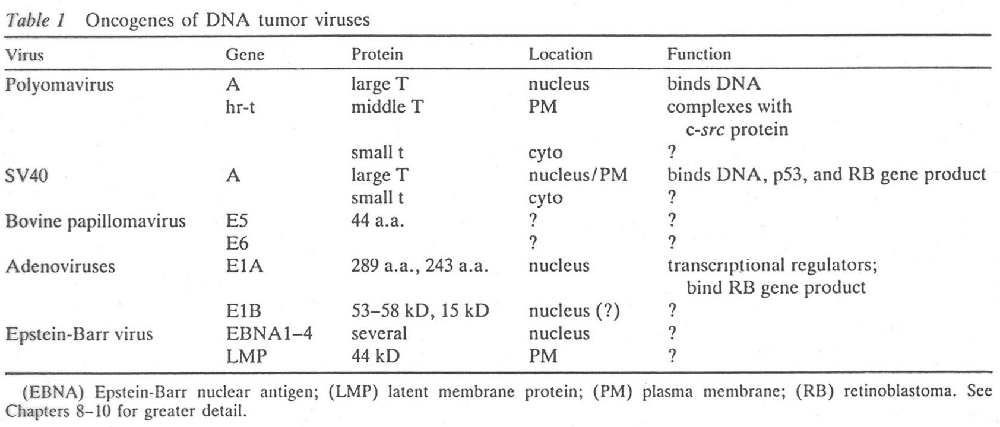 Table 1 Oncogenes of DNA tumor viruses
Virus Gene Protein Location Function
Polyomavirus A large T nucleus binds DNA
hr-t middle T PM complexes with
c-src protein
small t cyto ?
SV40 A large T nucleus/PM binds DNA, p53, and RB gene product
small t cyto ?
Bovine papillomavirus E5 44 a.a. ? ?
E6 ? ?
Adenoviruses E1A 289 a.a., 243 a.a. nucleus transcriptional regulators;
bind RB gene product
E1B 53–58 kD, 15 kD nucleus (?) ?
Epstein-Barr virus EBNA1–4 several nucleus ?
LMP 44 kD PM ?
(EBNA) Epstein-Barr nuclear antigen; (LMP) latent membrane protein; (PM) plasma membrane; (RB) retinoblastoma. See
Chapters 8–10 for greater detail.